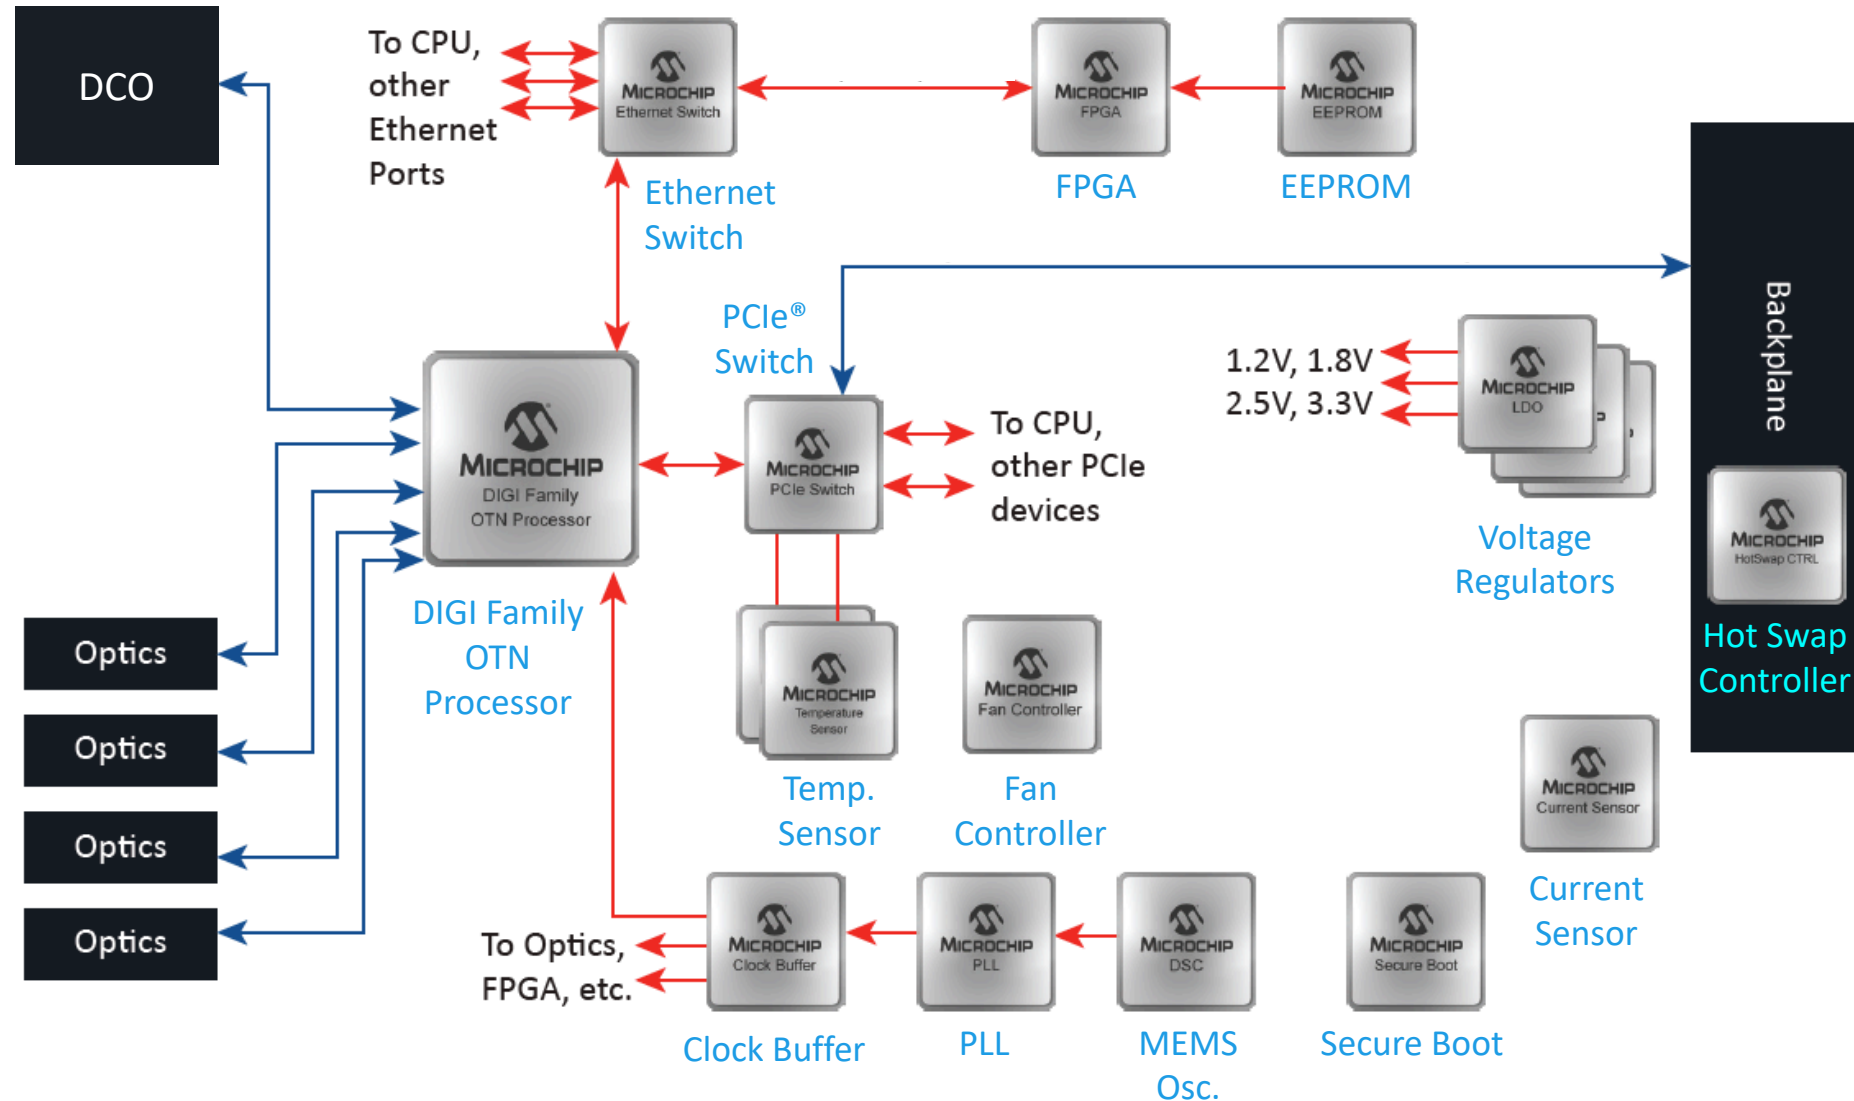 DCO
To CPU,
other
Ethernet
Ports
MICROCHIP
Ethernet Switch
Ethernet
Switch
MICROCHIP
FPGA
FPGA
MICROCHIP
EEPROM
EEPROM
Backplane
MICROCHIP
HotSwap CTRL
Hot Swap
Controller
PCIe®
Switch
MICROCHIP
PCIe Switch
To CPU,
other PCIe
devices
1.2V, 1.8V
2.5V, 3.3V
MICROCHIP
LDO
Voltage
Regulators
MICROCHIP
DIGI Family
OTN Processor
DIGI Family
OTN
Processor
Optics
Optics
Optics
Optics
MICROCHIP
Temperature
Sensor
Temp.
Sensor
MICROCHIP
Fan Controller
Fan
Controller
MICROCHIP
Current Sensor
Current
Sensor
To Optics,
FPGA, etc.
MICROCHIP
Clock Buffer
Clock Buffer
MICROCHIP
PLL
PLL
MICROCHIP
DSC
MEMS
Osc.
MICROCHIP
Secure Boot
Secure Boot